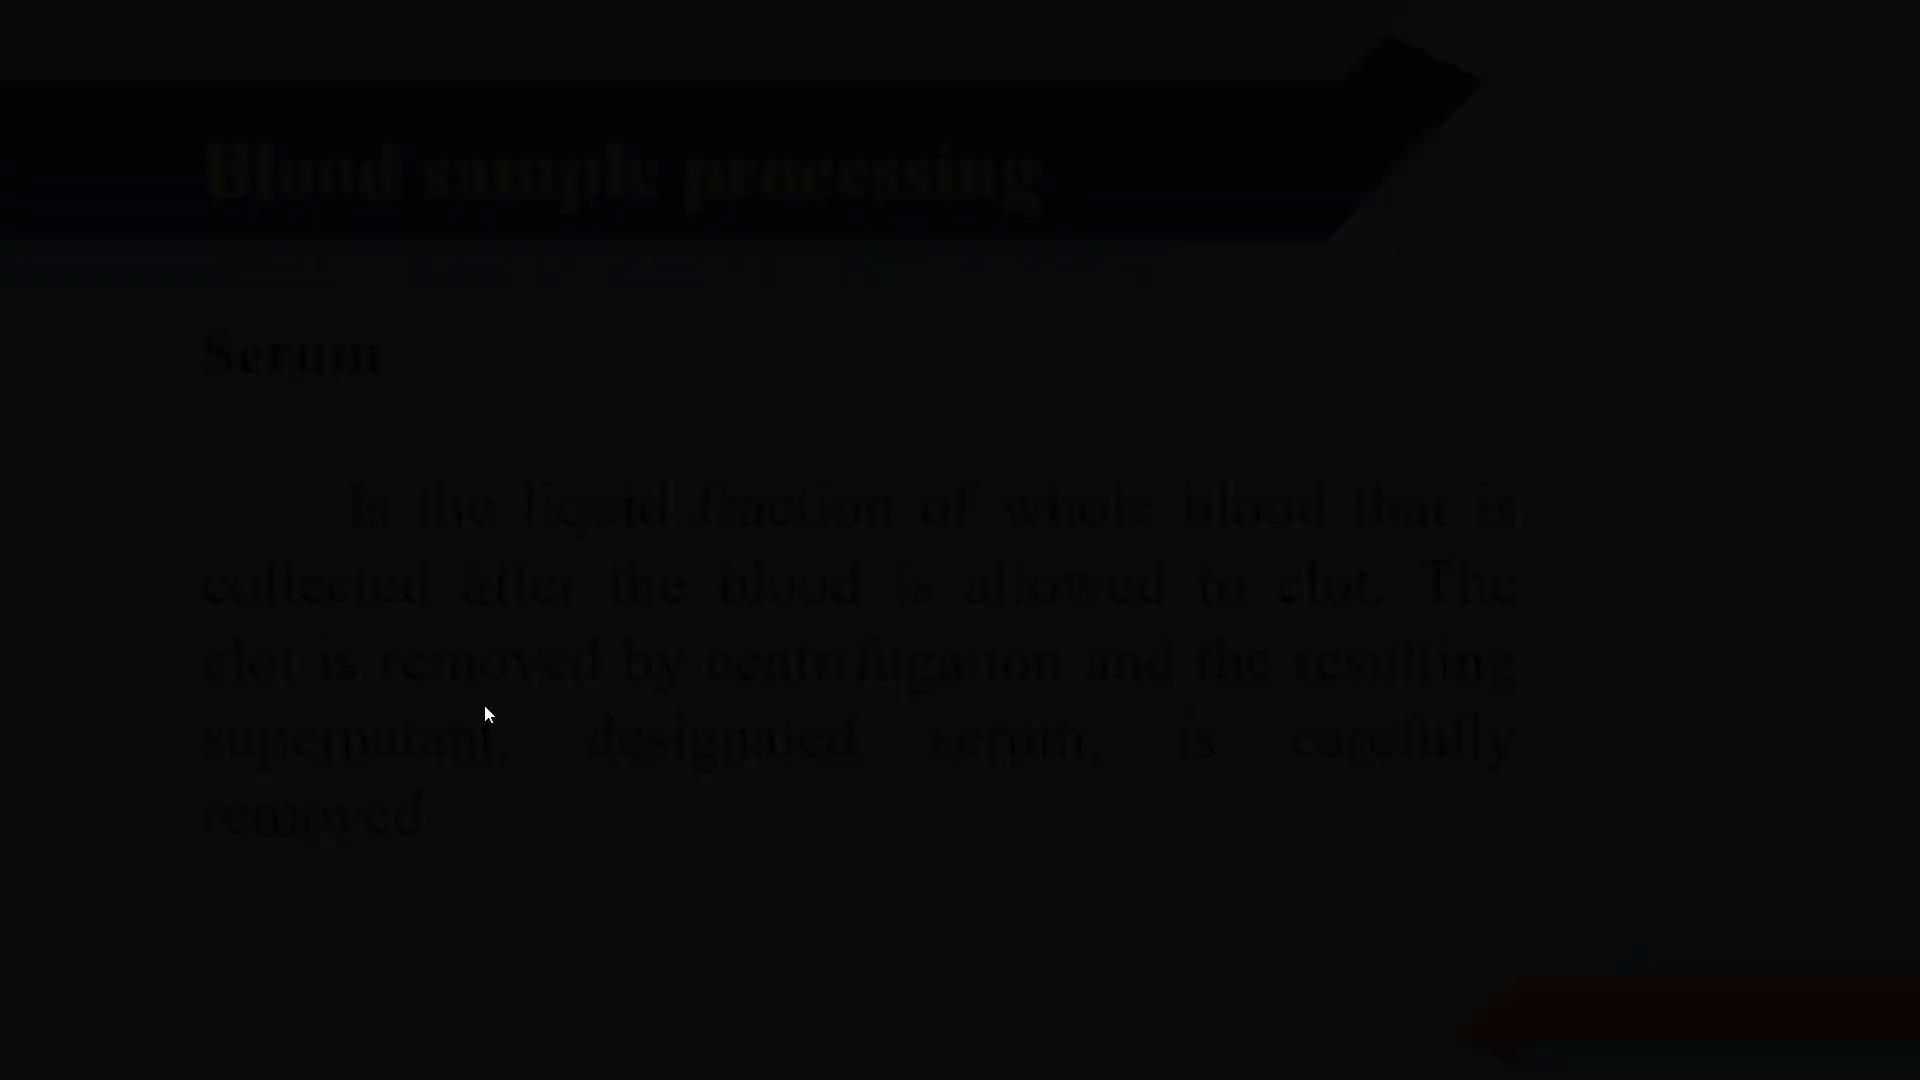 Blood sample processing
Serum
Is the liquid fraction of whole blood that is
collected after the blood is allowed to clot. The
clot is removed by centrifugation and the resulting
supernatant, designated serum, is carefully
removed